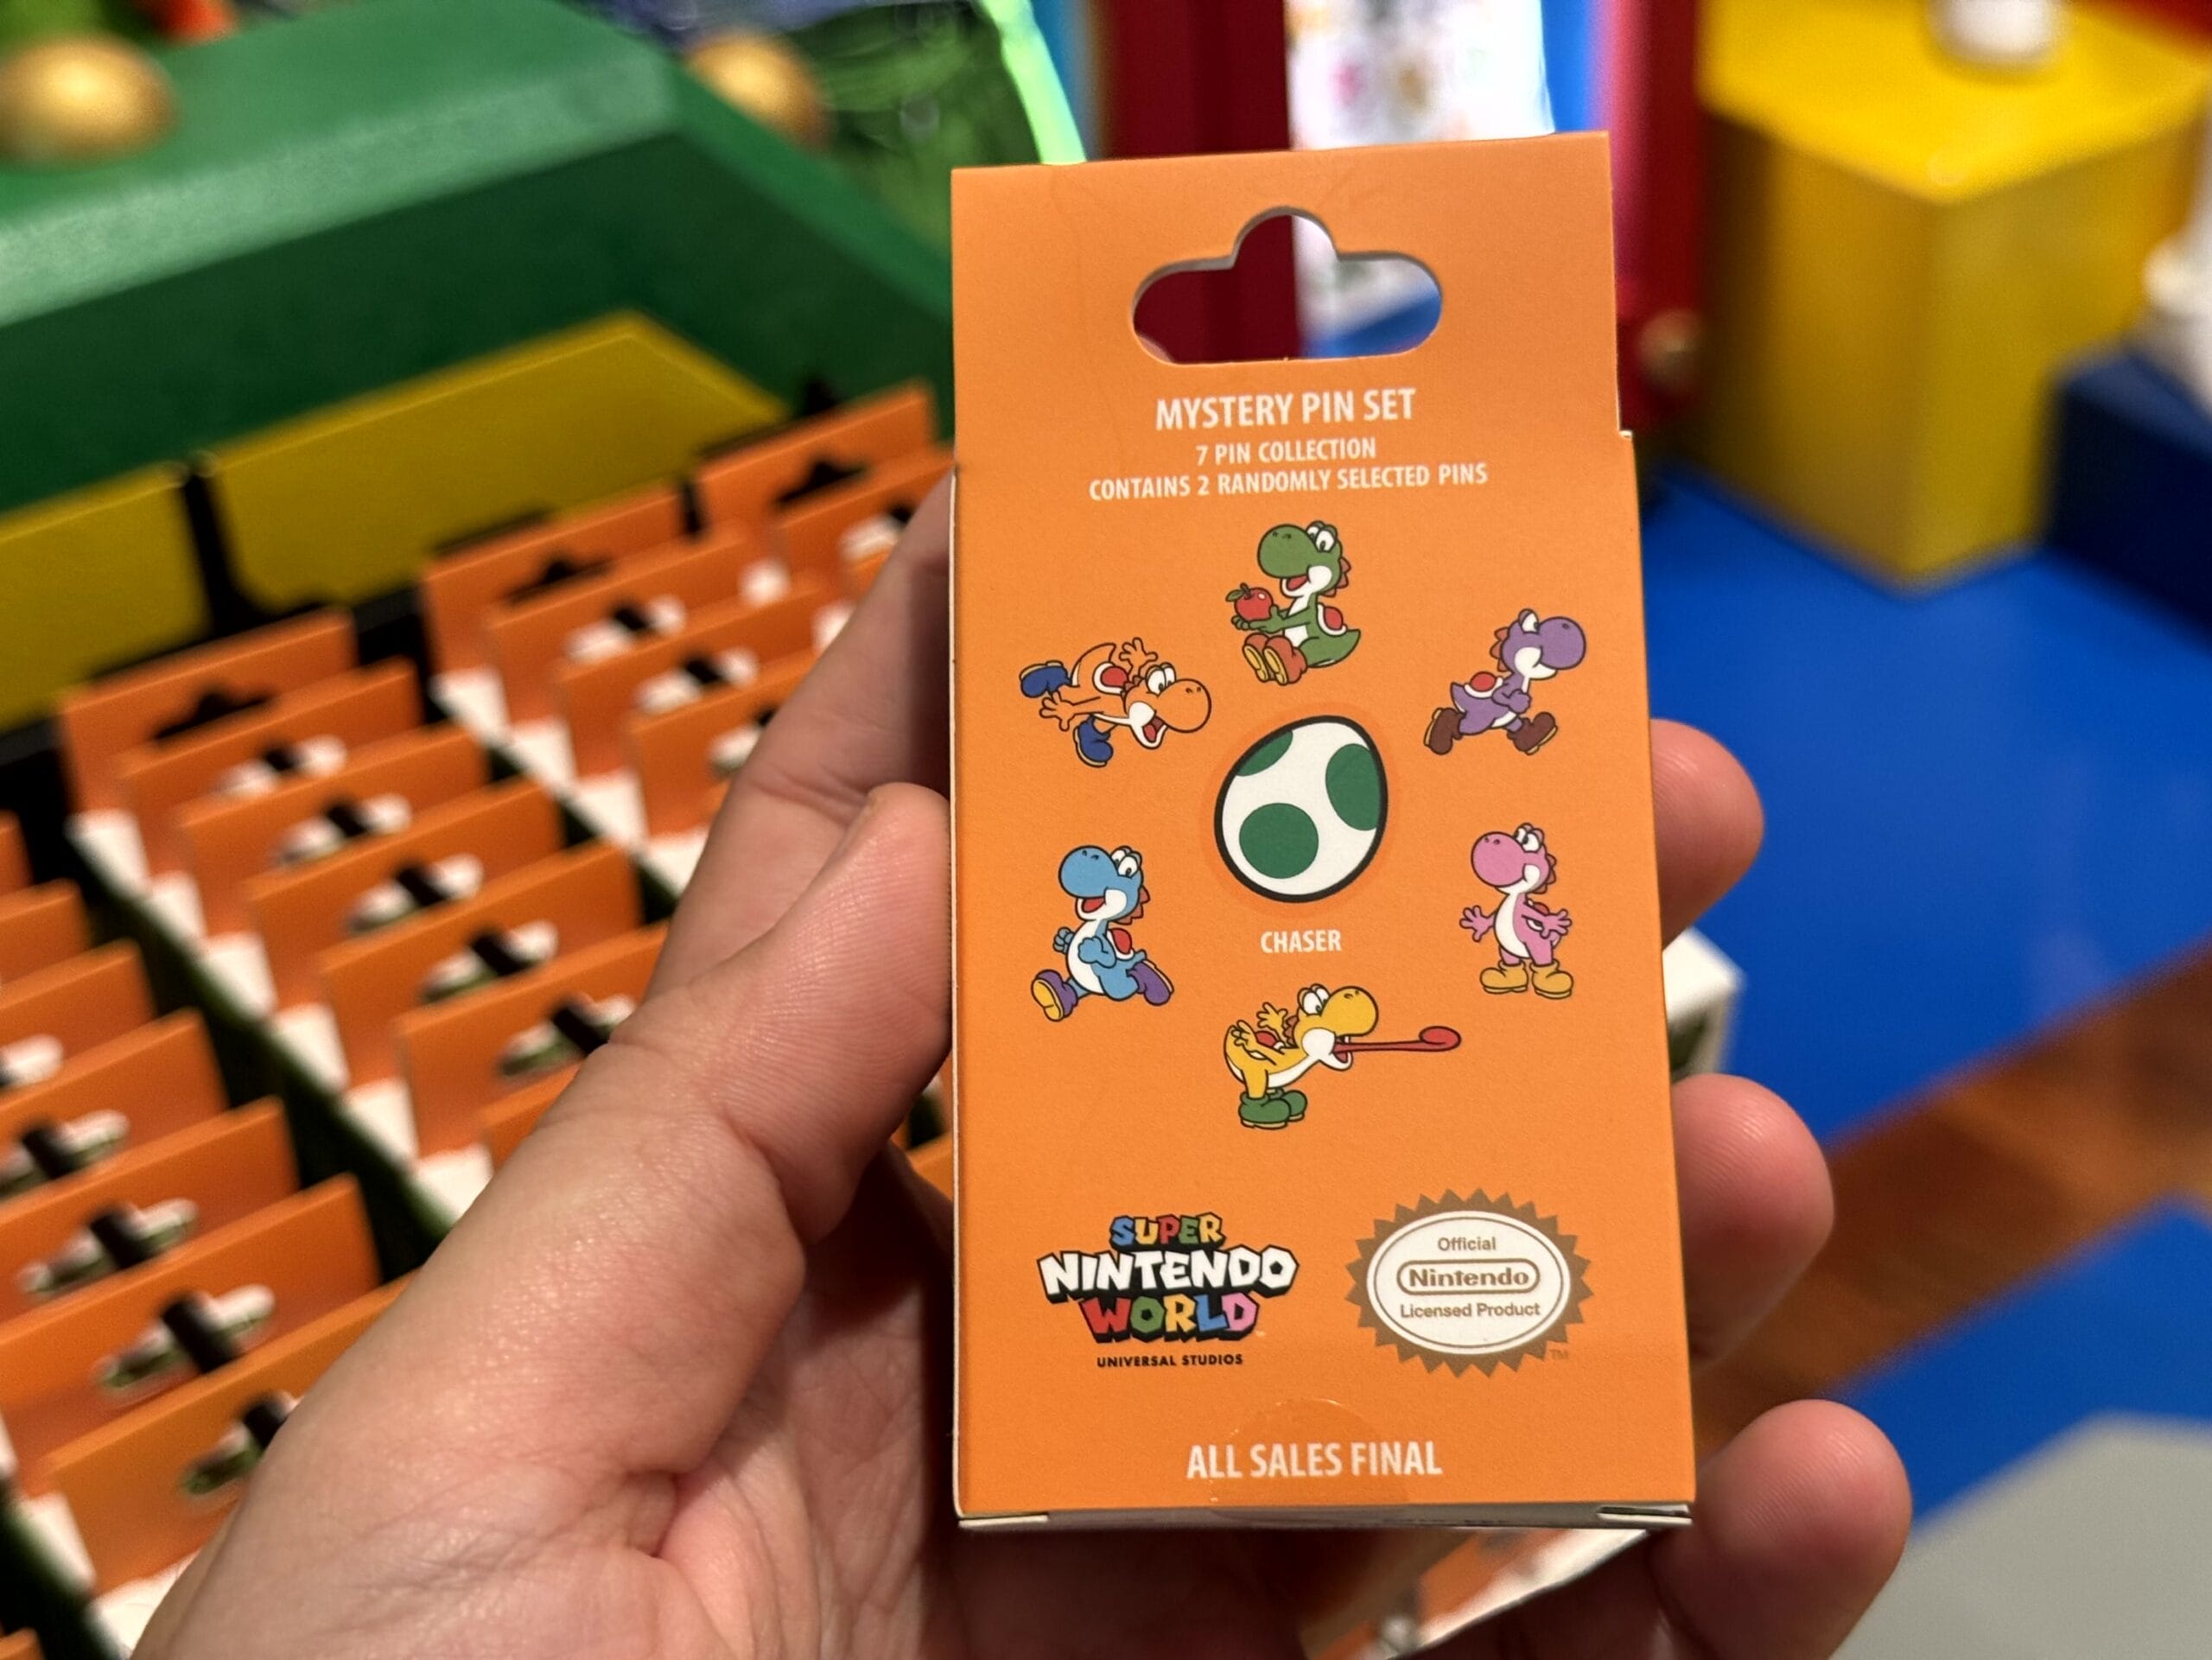 MYSTERY PIN SET
7 PIN COLLECTION
CONTAINS 2 RANDOMLY SELECTED PINS
CHASER
SUPER
NINTENDO
WORLD
UNIVERSAL STUDIOS
Official
Nintendo
Licensed Product
TM
ALL SALES FINAL